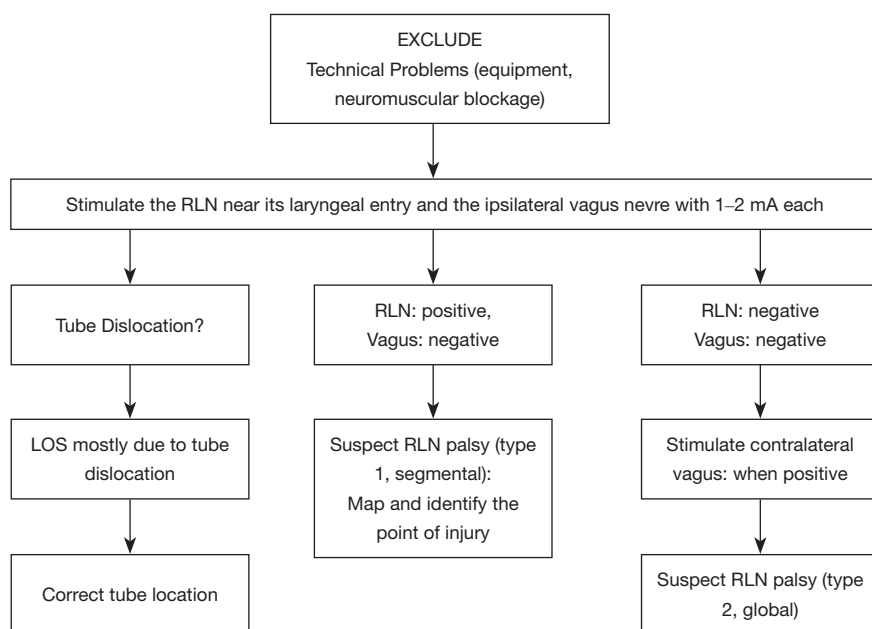 EXCLUDE
Technical Problems (equipment,
neuromuscular blockage)
Stimulate the RLN near its laryngeal entry and the ipsilateral vagus nevre with 1–2 mA each
Tube Dislocation?
RLN: positive,
Vagus: negative
RLN: negative
Vagus: negative
LOS mostly due to tube
dislocation
Suspect RLN palsy (type
1, segmental):
Map and identify the
point of injury
Stimulate contralateral
vagus: when positive
Correct tube location
Suspect RLN palsy (type
2, global)